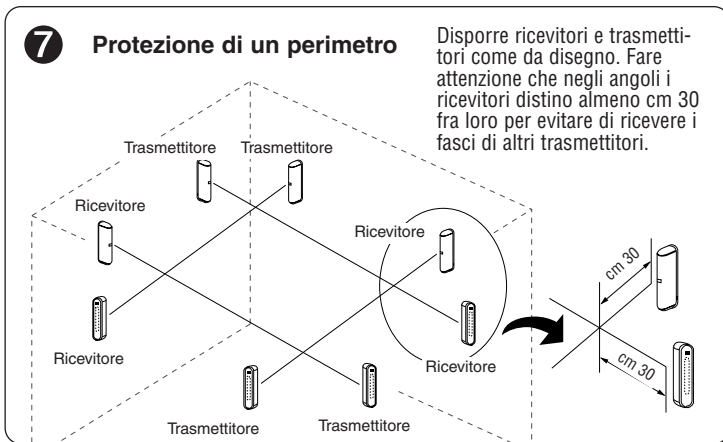 7 Protezione di un perimetro
Disporre ricevitori e trasmetti-
tori come da disegno. Fare
attenzione che negli angoli i
ricevitori distino almeno cm 30
fra loro per evitare di ricevere i
fasci di altri trasmettitori.
Trasmettitore Trasmettitore
Ricevitore
Ricevitore
cm 30
Ricevitore
Ricevitore
cm 30
Trasmettitore
Trasmettitore